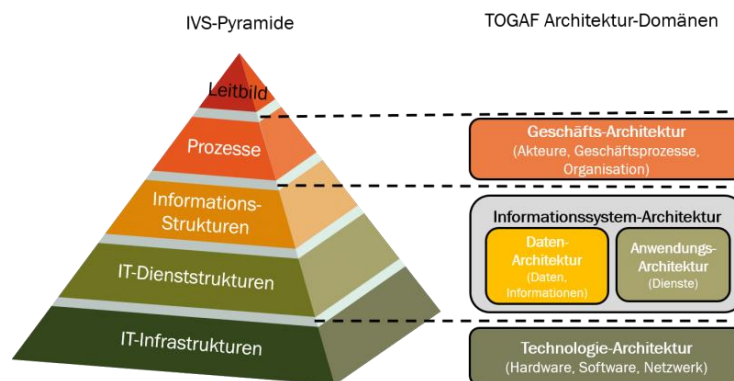 IVS-Pyramide
TOGAF Architektur-Domänen
Leitbild
Prozesse
Informations-
Strukturen
IT-Dienststrukturen
IT-Infrastrukturen
Geschäfts-Architektur
(Akteure, Geschäftsprozesse,
Organisation)
Informationssystem-Architektur
Daten-
Architektur
(Daten,
Informationen)
Anwendungs-
Architektur
(Dienste)
Technologie-Architektur
(Hardware, Software, Netzwerk)